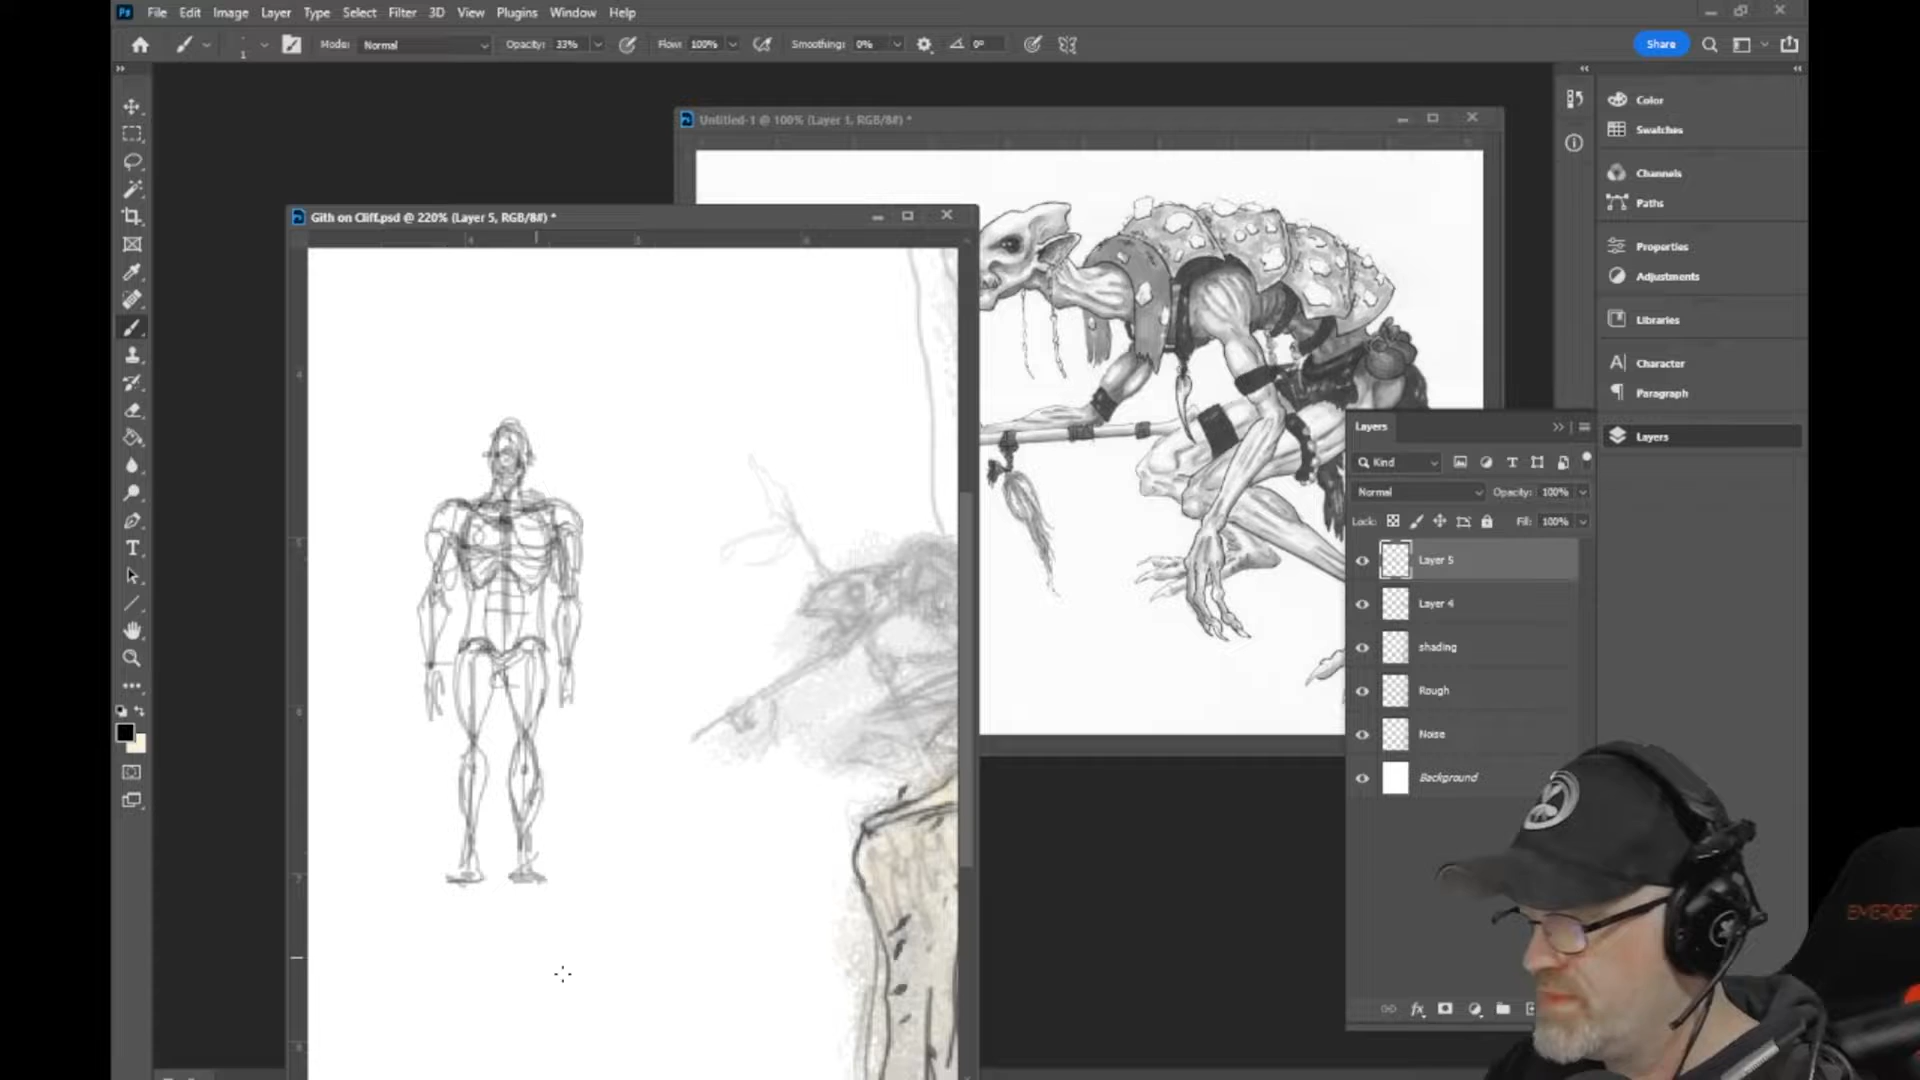 Ps File Edit Image Layer Type Select Filter 3D View Plugins Window Help
1 Mode: Normal Opacity: 33% Flow: 100% Smoothing: 0% 0° Share
Untitled-1 @ 100% (Layer 1, RGB/8#) *
Gith on Cliff.psd @ 220% (Layer 5, RGB/8#) *
Color
Swatches
Channels
Paths
Properties
Adjustments
Libraries
Character
Paragraph
Layers
Layers
Kind
Normal Opacity: 100%
Lock: Fill: 100%
Layer 5
Layer 4
shading
Rough
Noise
Background